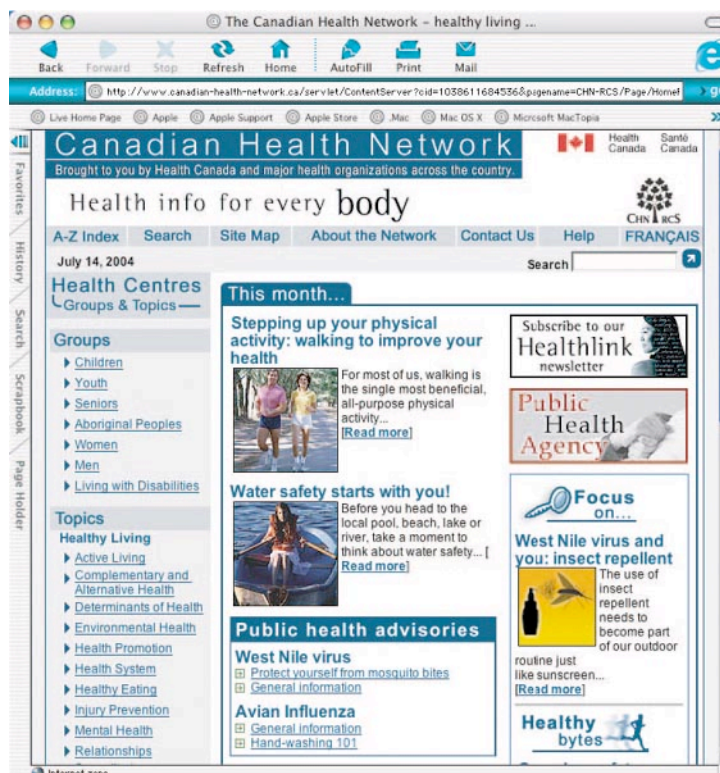 The Canadian Health Network – healthy living ...
Back Forward Stop Refresh Home AutoFill Print Mail
Address: http://www.canadian-health-network.ca/servlet/ContentServer?cid=1038611684536&pagename=CHN-RCS/Page/HomeP
Live Home Page Apple Apple Support Apple Store .Mac Mac OS X Microsoft MacTopia
Favorites
History
Search
Scrapbook
Page Holder
Canadian Health Network
Brought to you by Health Canada and major health organizations across the country.
Health Canada
Santé Canada
Health info for every body
CHN RCS
A-Z Index Search Site Map About the Network Contact Us Help FRANÇAIS
July 14, 2004
Search
Health Centres
Groups & Topics
Groups
Children
Youth
Seniors
Aboriginal Peoples
Women
Men
Living with Disabilities
Topics
Healthy Living
Active Living
Complementary and
Alternative Health
Determinants of Health
Environmental Health
Health Promotion
Health System
Healthy Eating
Injury Prevention
Mental Health
Relationships
This month...
Stepping up your physical
activity: walking to improve your
health
For most of us, walking is
the single most beneficial,
all-purpose physical
activity...
[Read more]
Water safety starts with you!
Before you head to the
local pool, beach, lake or
river, take a moment to
think about water safety... [
Read more]
Public health advisories
West Nile virus
Protect yourself from mosquito bites
General information
Avian Influenza
General information
Hand-washing 101
Subscribe to our
Healthlink
newsletter
Public
Health
Agency
Focus
on...
West Nile virus and
you: insect repellent
The use of
insect
repellent
needs to
become part
of our outdoor
routine just
like sunscreen...
[Read more]
Healthy
bytes